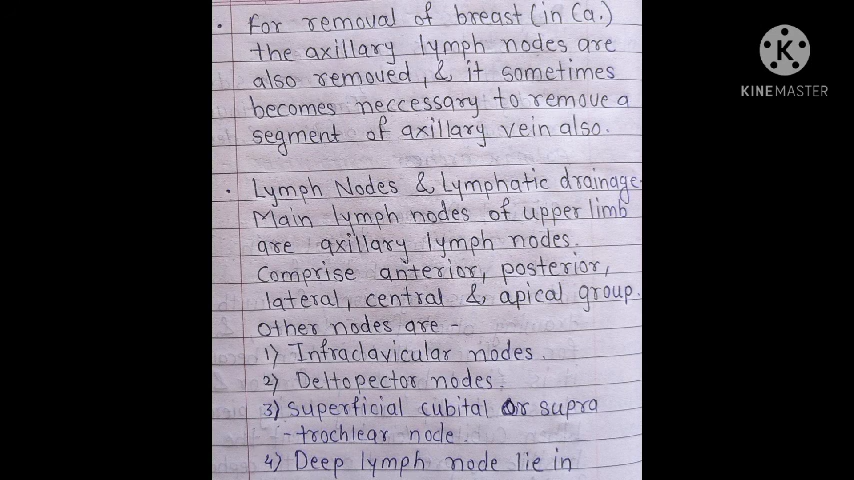 • For removal of breast (in Ca.)
the axillary lymph nodes are
also removed, & it sometimes
becomes neccessary to remove a
segment of axillary vein also.
• Lymph Nodes & Lymphatic drainage-
Main lymph nodes of upper limb
are axillary lymph nodes.
Comprise anterior, posterior,
lateral, central & apical group.
Other nodes are -
1) Infraclavicular nodes.
2) Deltopector nodes.
3) Superficial cubital or supra
-trochlear node.
4) Deep lymph node lie in
K
KINEMASTER